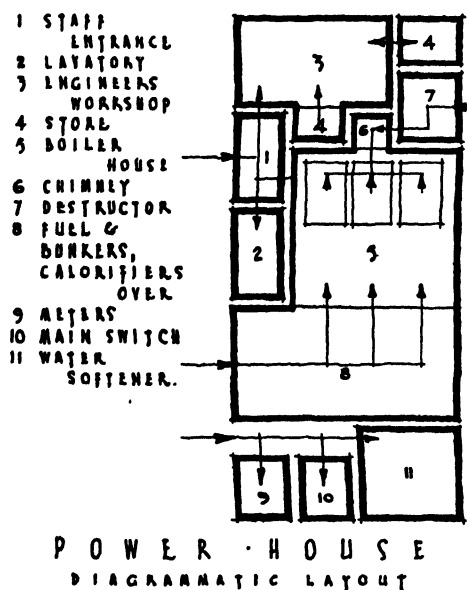 1 STAFF
ENTRANCE
2 LAVATORY
3 ENGINEERS
WORKSHOP
4 STORE
5 BOILER
HOUSE
6 CHIMNEY
7 DESTRUCTOR
8 FUEL &
BUNKERS,
CALORIFIERS
OVER
9 METERS
10 MAIN SWITCH
11 WATER
SOFTENER.
3
4
7
4
6
1
2
5
8
9
10
11
POWER · HOUSE
DIAGRAMMATIC LAYOUT